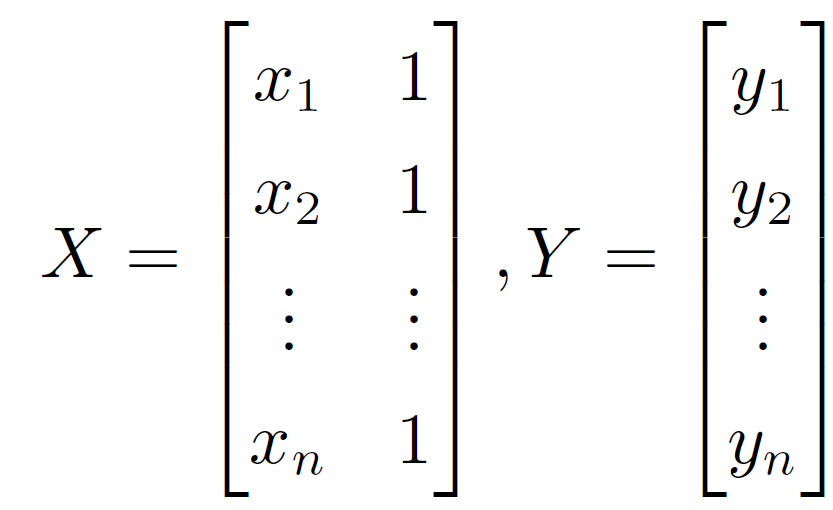 X = [x₁ 1; x₂ 1; ⋮ ⋮; xₙ 1], Y = [y₁; y₂; ⋮; yₙ]